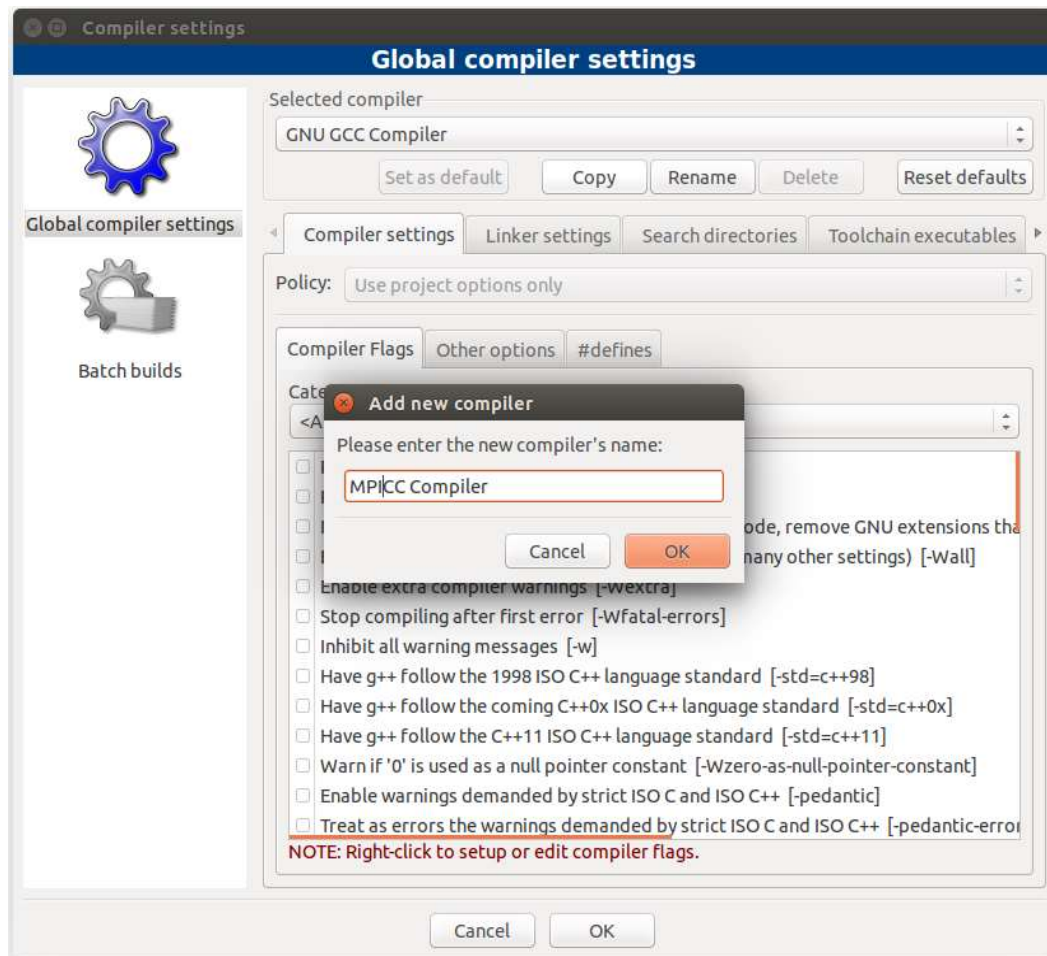 Compiler settings
Global compiler settings
Global compiler settings
Batch builds
Selected compiler
GNU GCC Compiler
Set as default Copy Rename Delete Reset defaults
Compiler settings Linker settings Search directories Toolchain executables
Policy: Use project options only
Compiler Flags Other options #defines
Cate
<A
Add new compiler
Please enter the new compiler's name:
MPICC Compiler
Cancel OK
ode, remove GNU extensions tha
many other settings) [-Wall]
Enable extra compiler warnings [-Wextra]
Stop compiling after first error [-Wfatal-errors]
Inhibit all warning messages [-w]
Have g++ follow the 1998 ISO C++ language standard [-std=c++98]
Have g++ follow the coming C++0x ISO C++ language standard [-std=c++0x]
Have g++ follow the C++11 ISO C++ language standard [-std=c++11]
Warn if '0' is used as a null pointer constant [-Wzero-as-null-pointer-constant]
Enable warnings demanded by strict ISO C and ISO C++ [-pedantic]
Treat as errors the warnings demanded by strict ISO C and ISO C++ [-pedantic-error
NOTE: Right-click to setup or edit compiler flags.
Cancel OK